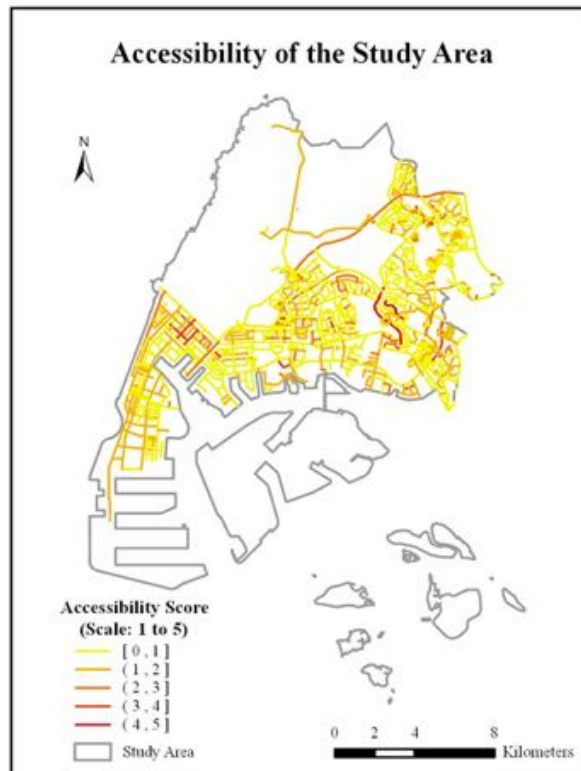 Accessibility of the Study Area
N
Accessibility Score
(Scale: 1 to 5)
[ 0 , 1 ]
( 1 , 2 ]
( 2 , 3 ]
( 3 , 4 ]
( 4 , 5 ]
Study Area
0 2 4 8
Kilometers